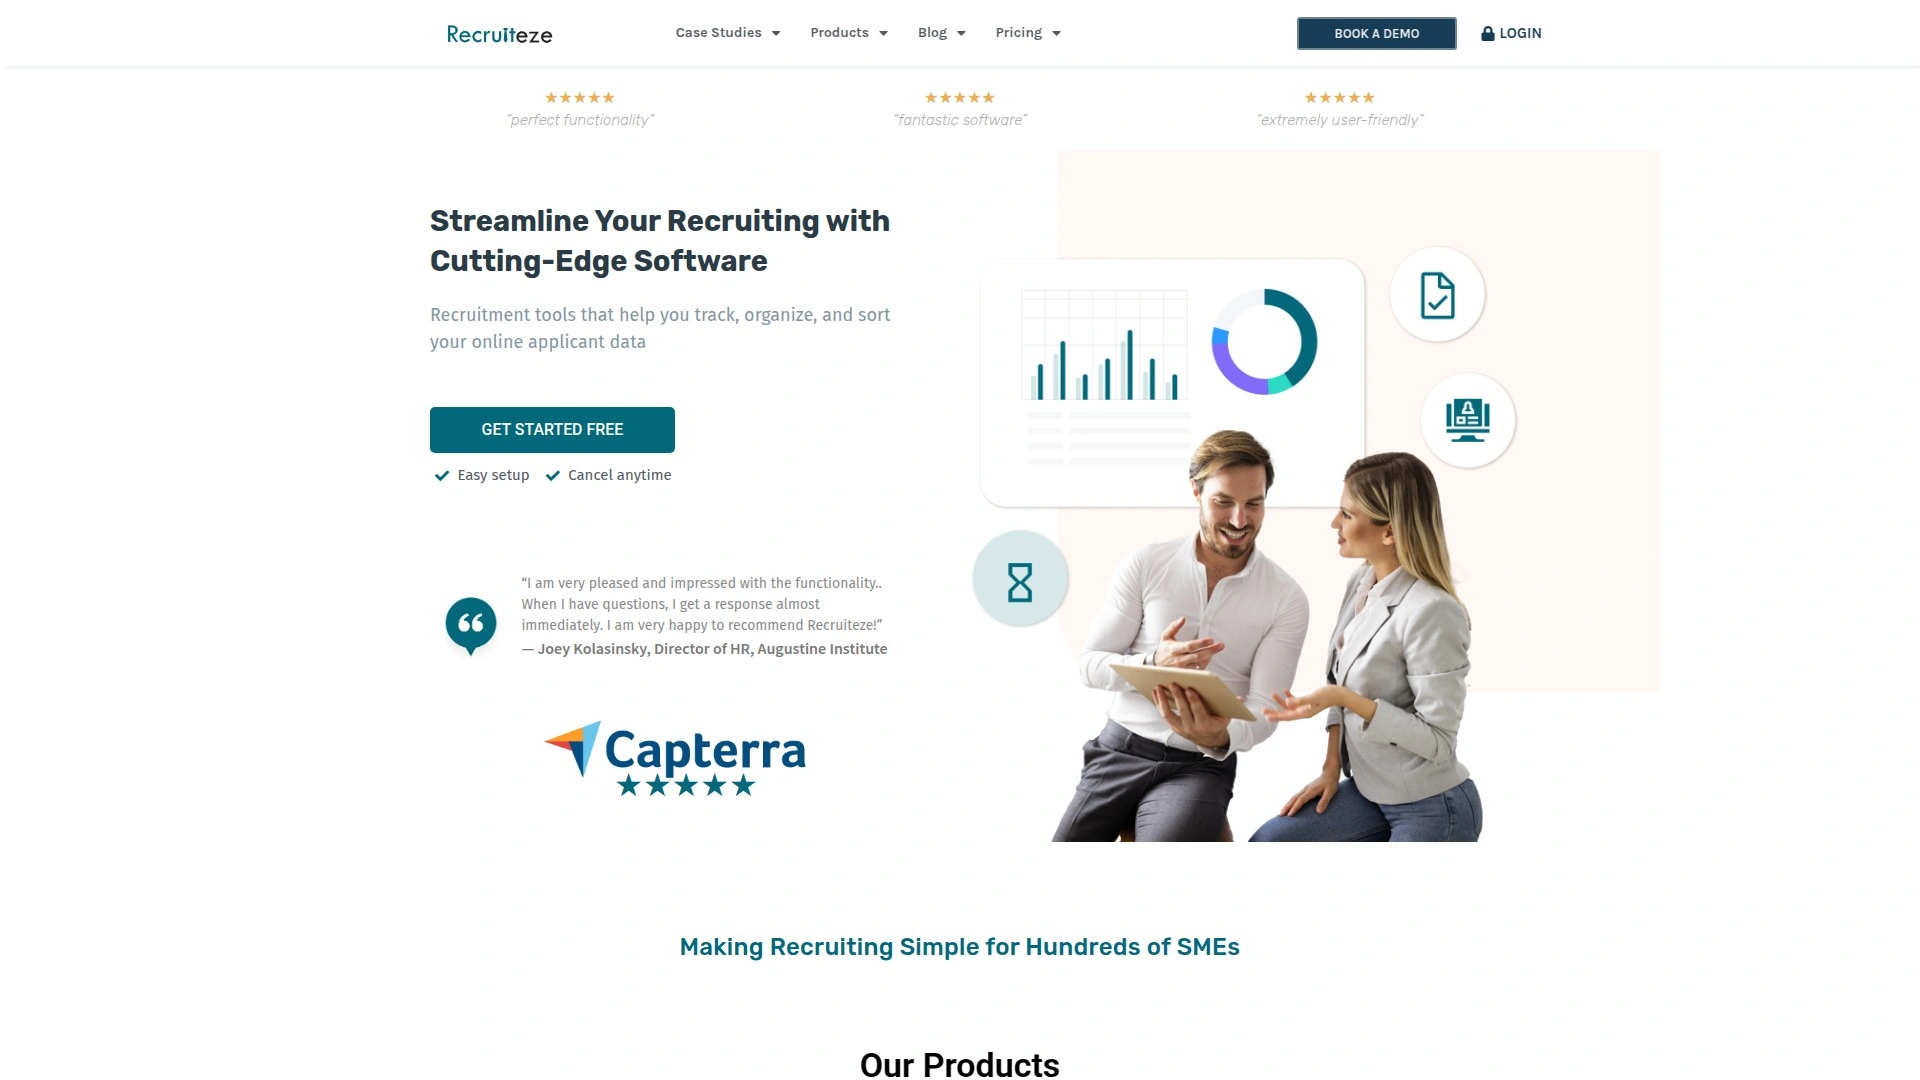 Recruiteze
Case Studies
Products
Blog
Pricing
BOOK A DEMO
LOGIN
"perfect functionality"
"fantastic software"
"extremely user-friendly"
Streamline Your Recruiting with
Cutting-Edge Software
Recruitment tools that help you track, organize, and sort
your online applicant data
GET STARTED FREE
Easy setup
Cancel anytime
“I am very pleased and impressed with the functionality..
When I have questions, I get a response almost
immediately. I am very happy to recommend Recruiteze!”
— Joey Kolasinsky, Director of HR, Augustine Institute
Capterra
Making Recruiting Simple for Hundreds of SMEs
Our Products